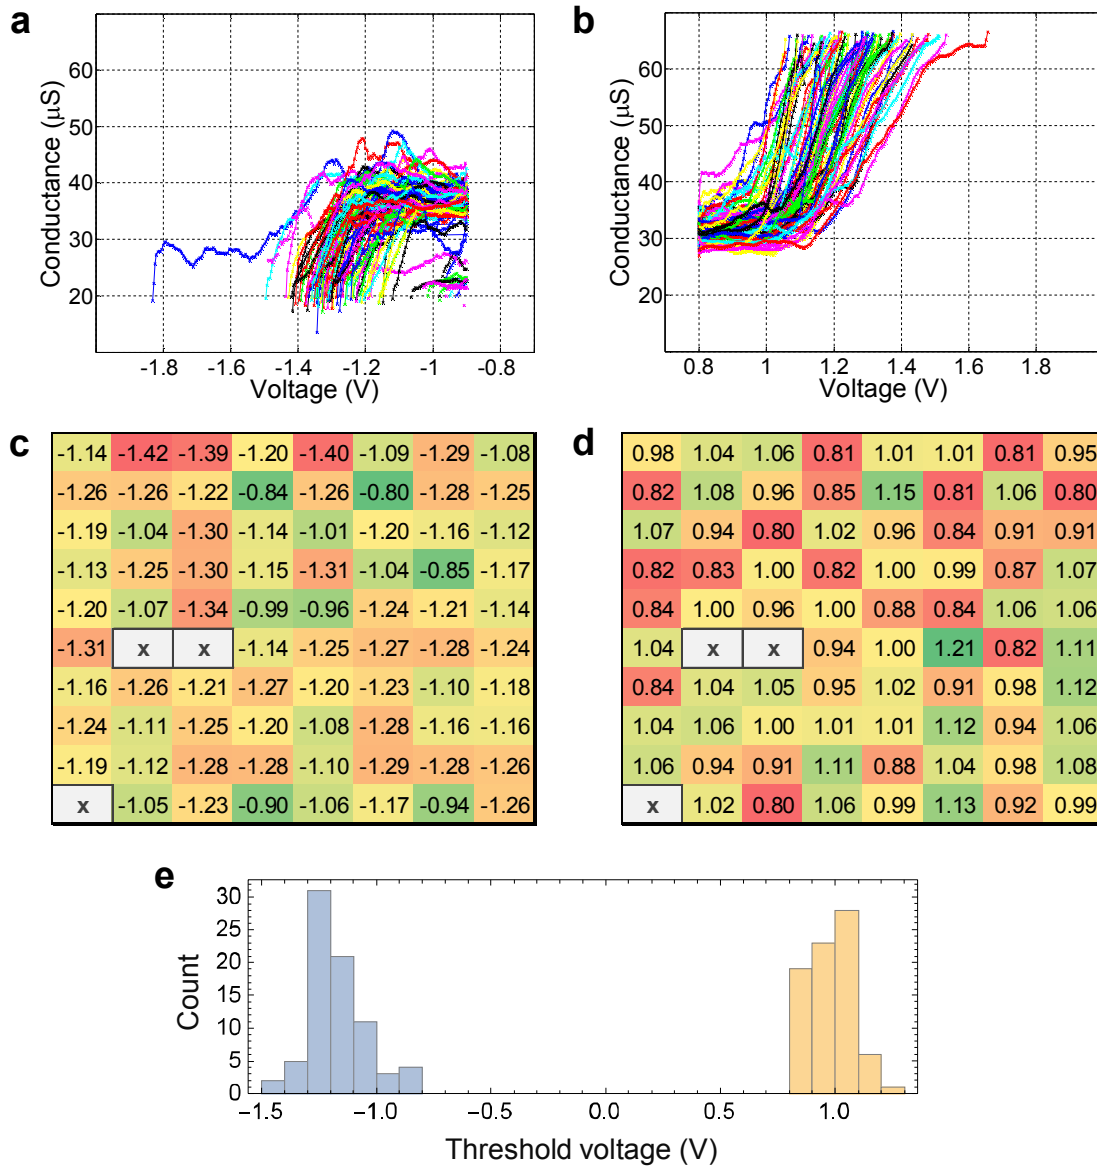 a
b
Conductance (μS)
60
50
40
30
20
-1.8 -1.6 -1.4 -1.2 -1 -0.8
Voltage (V)
Conductance (μS)
60
50
40
30
20
0.8 1 1.2 1.4 1.6 1.8
Voltage (V)
c
-1.14 -1.42 -1.39 -1.20 -1.40 -1.09 -1.29 -1.08
-1.26 -1.26 -1.22 -0.84 -1.26 -0.80 -1.28 -1.25
-1.19 -1.04 -1.30 -1.14 -1.01 -1.20 -1.16 -1.12
-1.13 -1.25 -1.30 -1.15 -1.31 -1.04 -0.85 -1.17
-1.20 -1.07 -1.34 -0.99 -0.96 -1.24 -1.21 -1.14
-1.31 x x -1.14 -1.25 -1.27 -1.28 -1.24
-1.16 -1.26 -1.21 -1.27 -1.20 -1.23 -1.10 -1.18
-1.24 -1.11 -1.25 -1.20 -1.08 -1.28 -1.16 -1.16
-1.19 -1.12 -1.28 -1.28 -1.10 -1.29 -1.28 -1.26
x -1.05 -1.23 -0.90 -1.06 -1.17 -0.94 -1.26
d
0.98 1.04 1.06 0.81 1.01 1.01 0.81 0.95
0.82 1.08 0.96 0.85 1.15 0.81 1.06 0.80
1.07 0.94 0.80 1.02 0.96 0.84 0.91 0.91
0.82 0.83 1.00 0.82 1.00 0.99 0.87 1.07
0.84 1.00 0.96 1.00 0.88 0.84 1.06 1.06
1.04 x x 0.94 1.00 1.21 0.82 1.11
0.84 1.04 1.05 0.95 1.02 0.91 0.98 1.12
1.04 1.06 1.00 1.01 1.01 1.12 0.94 1.06
1.06 0.94 0.91 1.11 0.88 1.04 0.98 1.08
x 1.02 0.80 1.06 0.99 1.13 0.92 0.99
e
Count
30
25
20
15
10
5
0
-1.5 -1.0 -0.5 0.0 0.5 1.0
Threshold voltage (V)